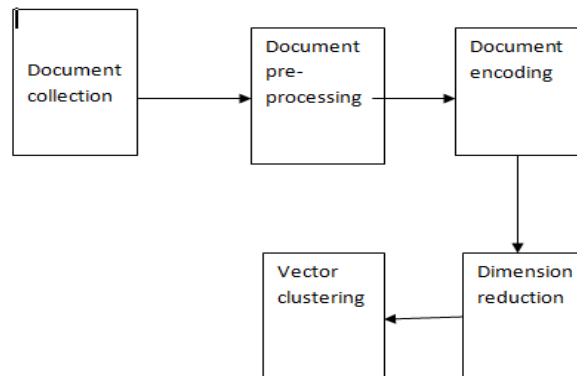 Document
collection
Document
pre-
processing
Document
encoding
Vector
clustering
Dimension
reduction